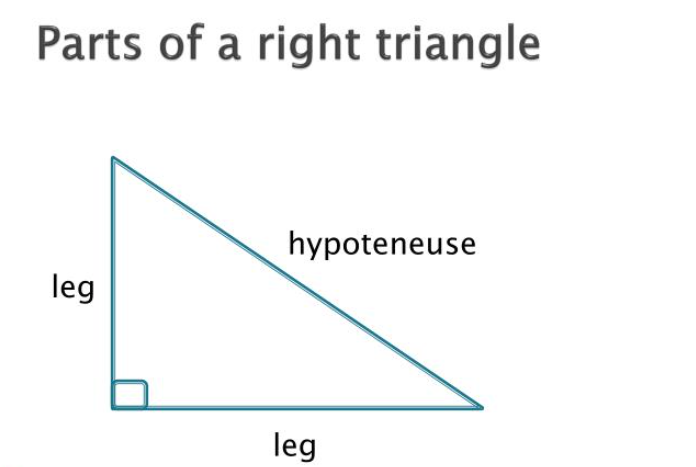 Parts of a right triangle
hypoteneuse
leg
leg